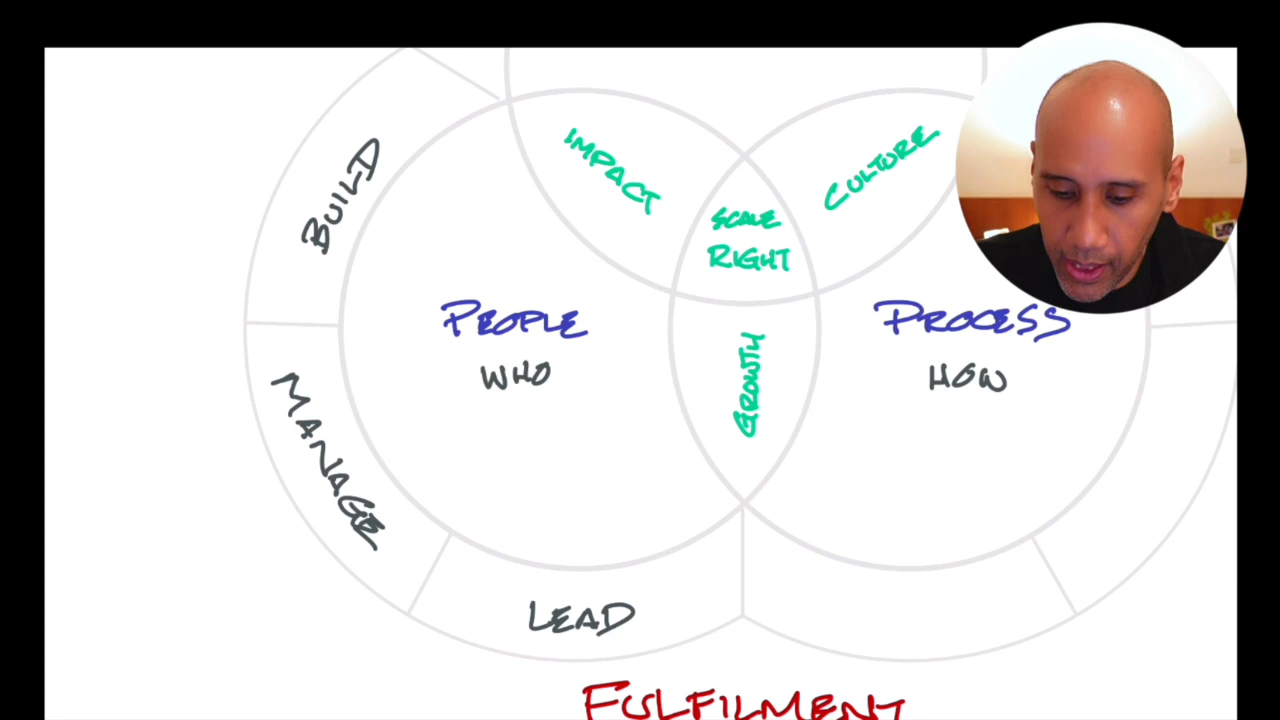 BUILD
IMPACT
CULTURE
SCALE
RIGHT
PEOPLE
WHO
PROCESS
HOW
GROWTH
MANAGE
LEAD
FULFILMENT